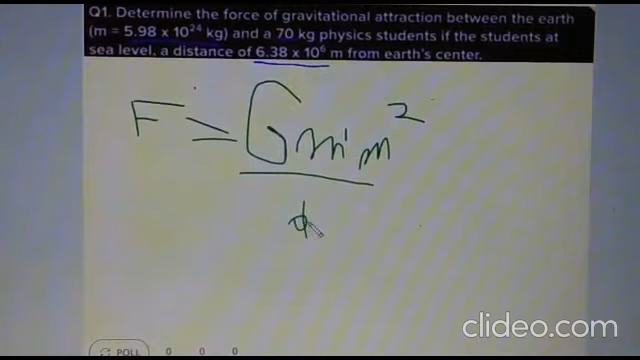 Q1. Determine the force of gravitational attraction between the earth
(m = 5.98 x 10²⁴ kg) and a 70 kg physics students if the students at
sea level, a distance of 6.38 x 10⁶ m from earth's center.
F = Gm¹m²
d
POLL 0 0 0
clideo.com